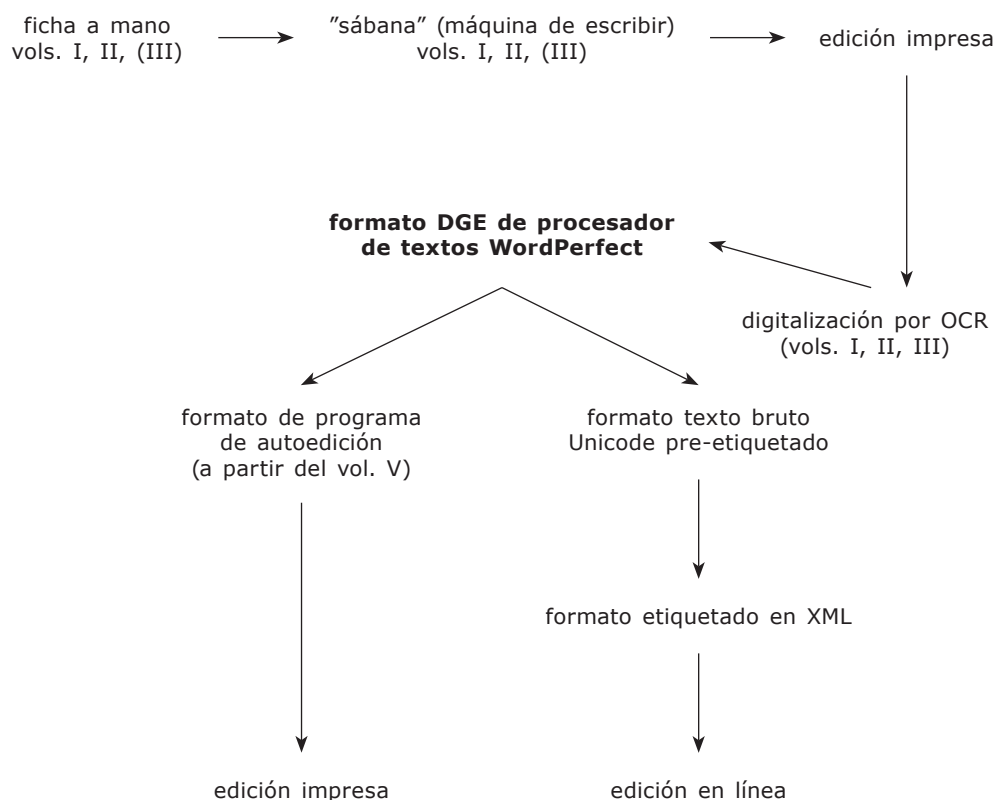 ficha a mano
vols. I, II, (III)
”sábana” (máquina de escribir)
vols. I, II, (III)
edición impresa
formato DGE de procesador
de textos WordPerfect
digitalización por OCR
(vols. I, II, III)
formato de programa
de autoedición
(a partir del vol. V)
formato texto bruto
Unicode pre-etiquetado
formato etiquetado en XML
edición impresa
edición en línea